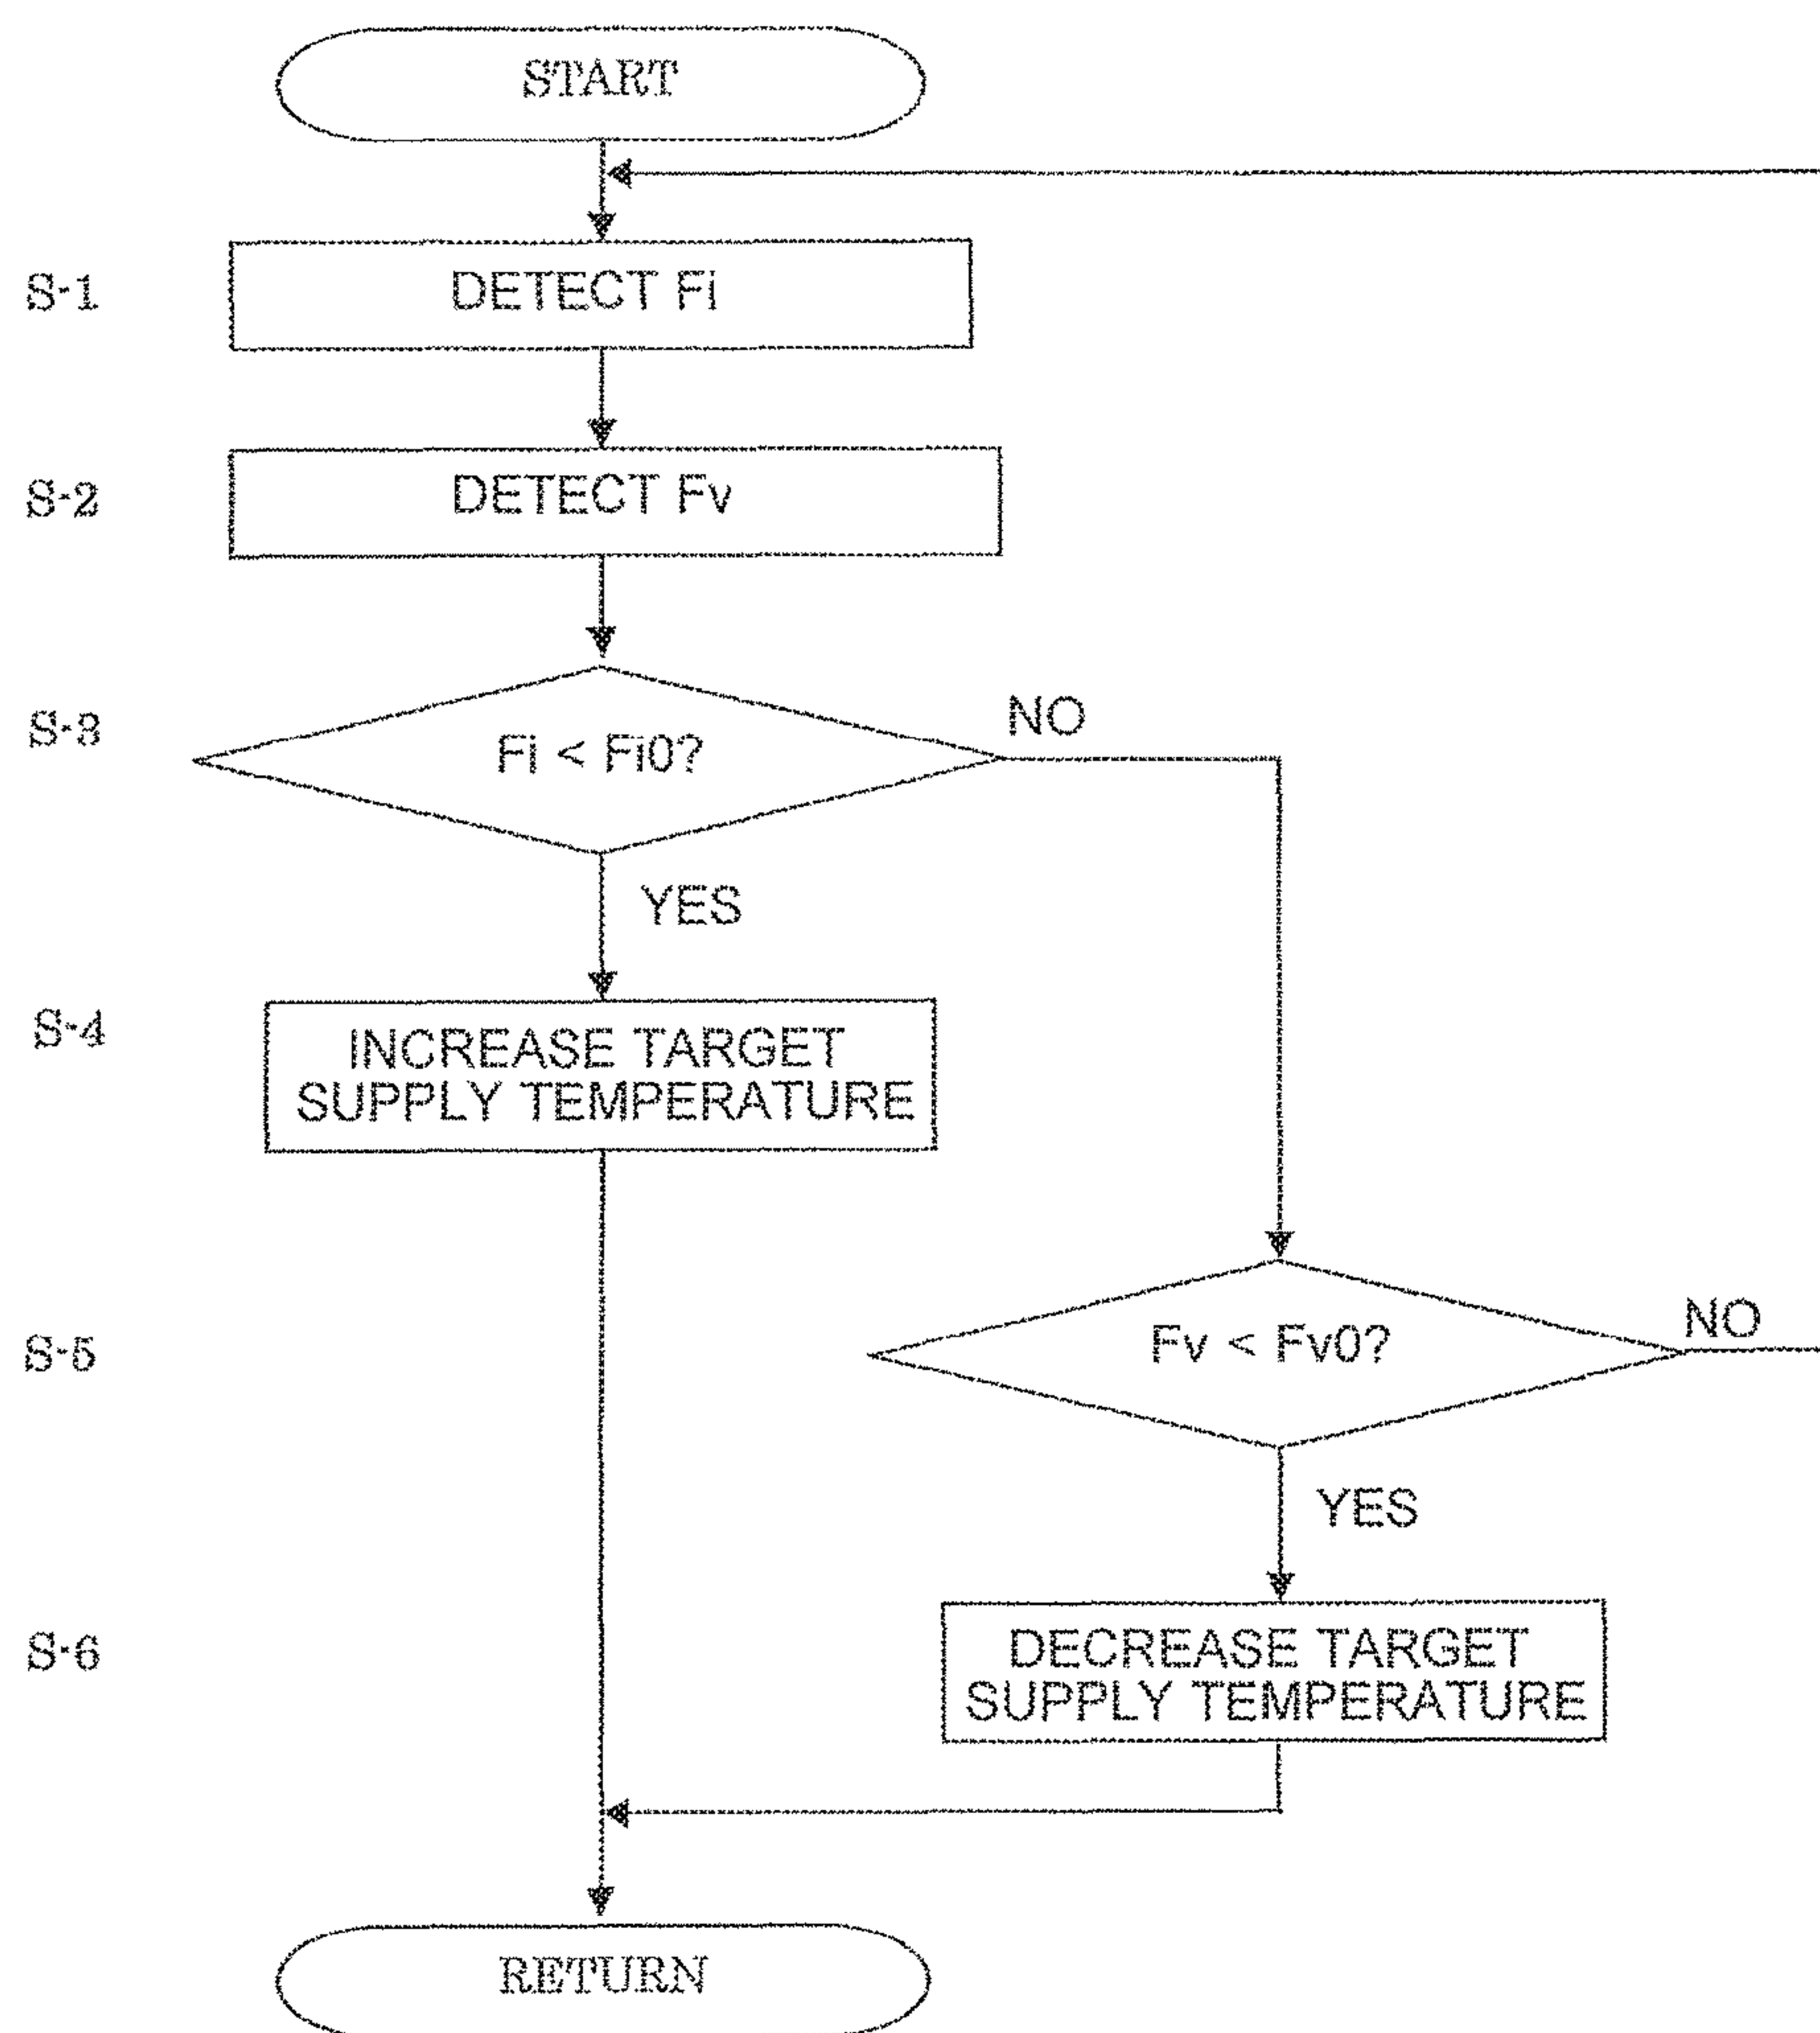 START
S-1
DETECT Fi
S-2
DETECT Fv
S-3
Fi < Fi0?
NO
YES
S-4
INCREASE TARGET
SUPPLY TEMPERATURE
S-5
Fv < Fv0?
NO
YES
S-6
DECREASE TARGET
SUPPLY TEMPERATURE
RETURN